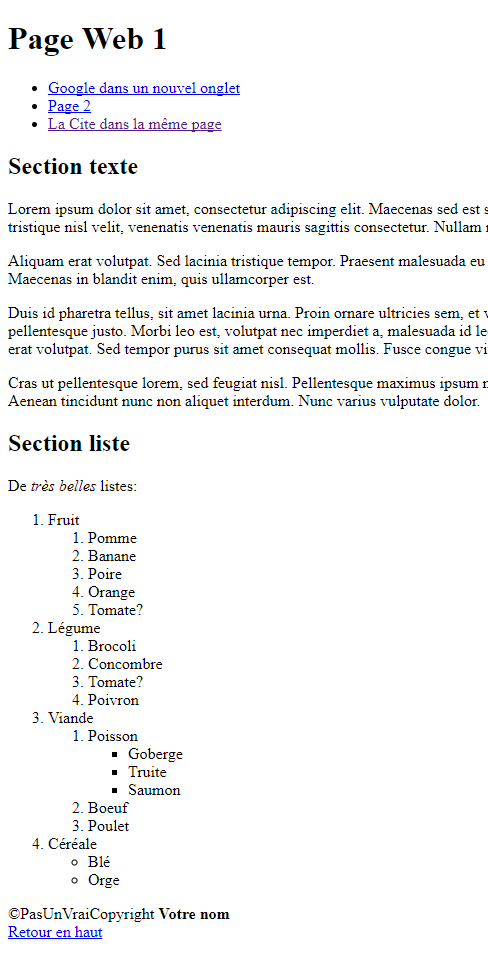 Page Web 1
Google dans un nouvel onglet
Page 2
La Cite dans la même page
Section texte
Lorem ipsum dolor sit amet, consectetur adipiscing elit. Maecenas sed est s
tristique nisl velit, venenatis venenatis mauris sagittis consectetur. Nullam
Aliquam erat volutpat. Sed lacinia tristique tempor. Praesent malesuada eu
Maecenas in blandit enim, quis ullamcorper est.
Duis id pharetra tellus, sit amet lacinia urna. Proin ornare ultricies sem, et
pellentesque justo. Morbi leo est, volutpat nec imperdiet a, malesuada id le
erat volutpat. Sed tempor purus sit amet consequat mollis. Fusce congue vi
Cras ut pellentesque lorem, sed feugiat nisl. Pellentesque maximus ipsum
Aenean tincidunt nunc non aliquet interdum. Nunc varius vulputate dolor.
Section liste
De très belles listes:
1. Fruit
1. Pomme
2. Banane
3. Poire
4. Orange
5. Tomate?
2. Légume
1. Brocoli
2. Concombre
3. Tomate?
4. Poivron
3. Viande
1. Poisson
Goberge
Truite
Saumon
2. Boeuf
3. Poulet
4. Céréale
Blé
Orge
©PasUnVraiCopyright Votre nom
Retour en haut